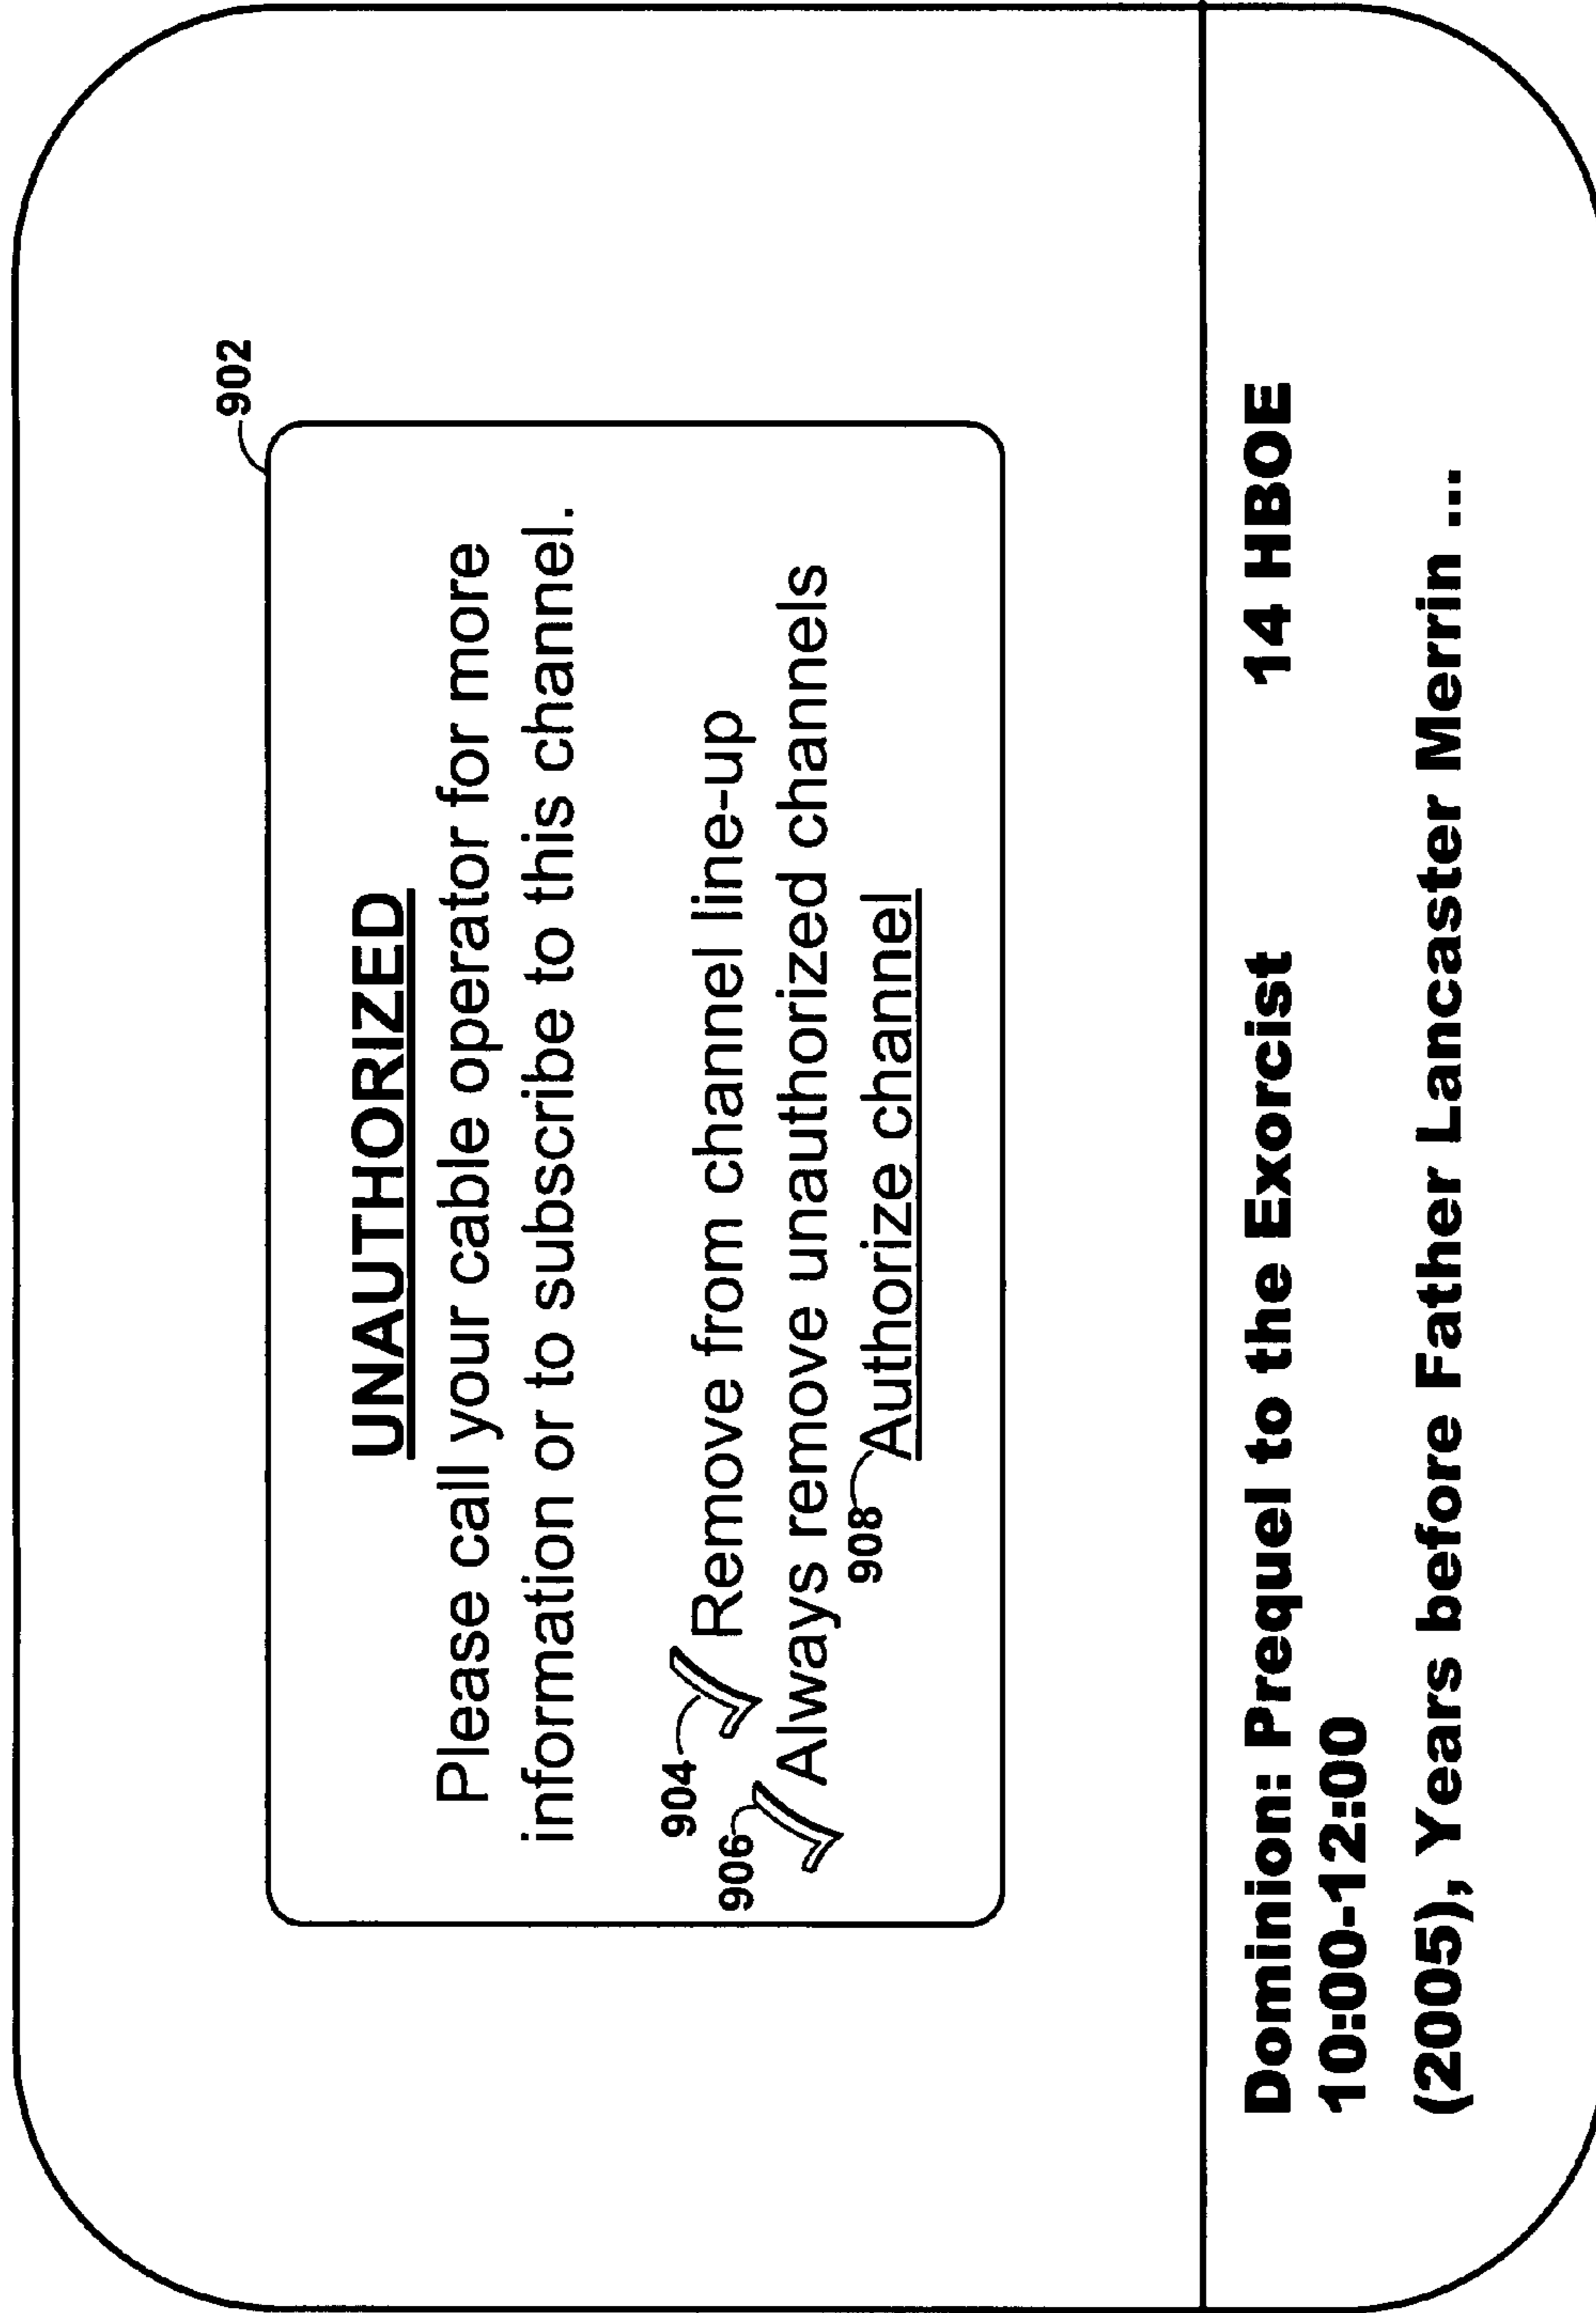 902
UNAUTHORIZED
Please call your cable operator for more
information or to subscribe to this channel.
904
Remove from channel line-up
906
Always remove unauthorized channels
908
Authorize channel
Dominion: Prequel to the Exorcist 14 HBOE
10:00-12:00
(2005), Years before Father Lancaster Merrin ...